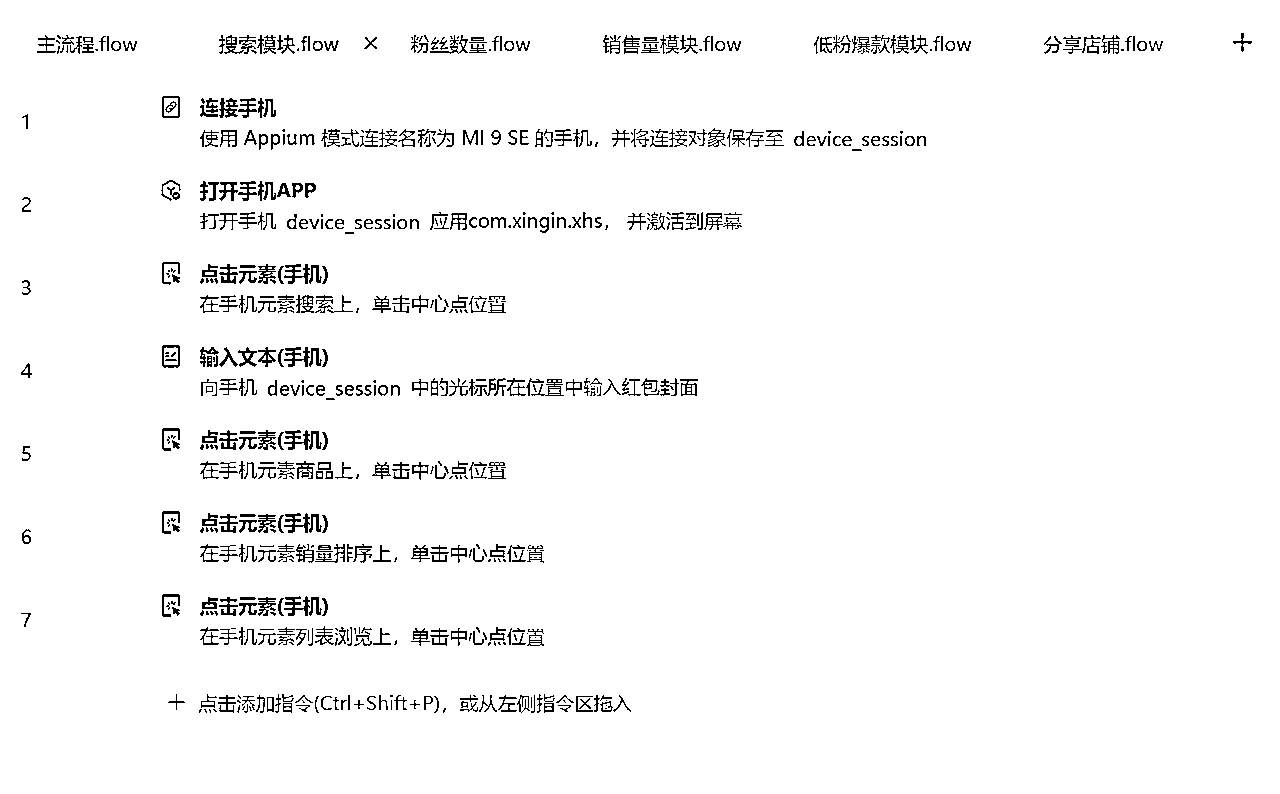 主流程.flow 搜索模块.flow × 粉丝数量.flow 销售量模块.flow 低粉爆款模块.flow 分享店铺.flow +
1 连接手机
使用 Appium 模式连接名称为 MI 9 SE 的手机，并将连接对象保存至 device_session
2 打开手机APP
打开手机 device_session 应用com.xingin.xhs， 并激活到屏幕
3 点击元素(手机)
在手机元素搜索上，单击中心点位置
4 输入文本(手机)
向手机 device_session 中的光标所在位置中输入红包封面
5 点击元素(手机)
在手机元素商品上，单击中心点位置
6 点击元素(手机)
在手机元素销量排序上，单击中心点位置
7 点击元素(手机)
在手机元素列表浏览上，单击中心点位置
+ 点击添加指令(Ctrl+Shift+P)，或从左侧指令区拖入